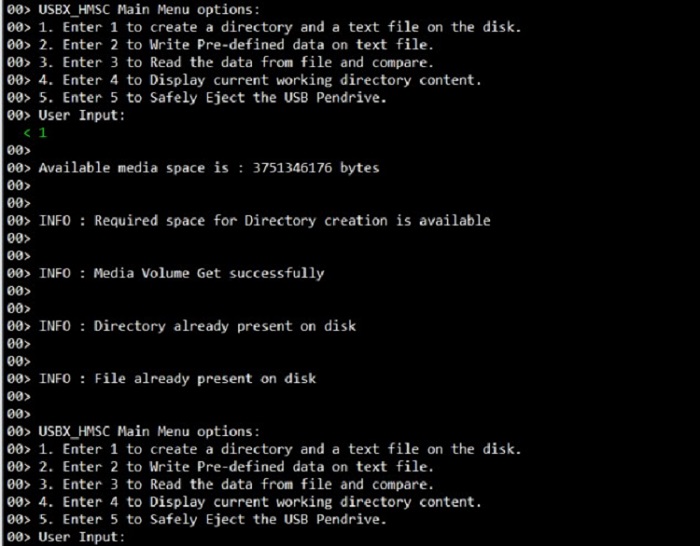 00> USBX_HMSC Main Menu options:
00> 1. Enter 1 to create a directory and a text file on the disk.
00> 2. Enter 2 to Write Pre-defined data on text file.
00> 3. Enter 3 to Read the data from file and compare.
00> 4. Enter 4 to Display current working directory content.
00> 5. Enter 5 to Safely Eject the USB Pendrive.
00> User Input:
< 1
00>
00> Available media space is : 3751346176 bytes
00>
00>
00> INFO : Required space for Directory creation is available
00>
00>
00> INFO : Media Volume Get successfully
00>
00>
00> INFO : Directory already present on disk
00>
00>
00> INFO : File already present on disk
00>
00>
00> USBX_HMSC Main Menu options:
00> 1. Enter 1 to create a directory and a text file on the disk.
00> 2. Enter 2 to Write Pre-defined data on text file.
00> 3. Enter 3 to Read the data from file and compare.
00> 4. Enter 4 to Display current working directory content.
00> 5. Enter 5 to Safely Eject the USB Pendrive.
00> User Input: